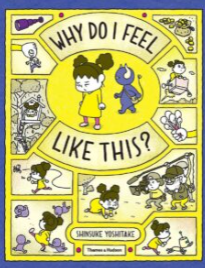 WHY DO I FEEL
LIKE THIS?
SHINSUKE YOSHITAKE
Thames & Hudson